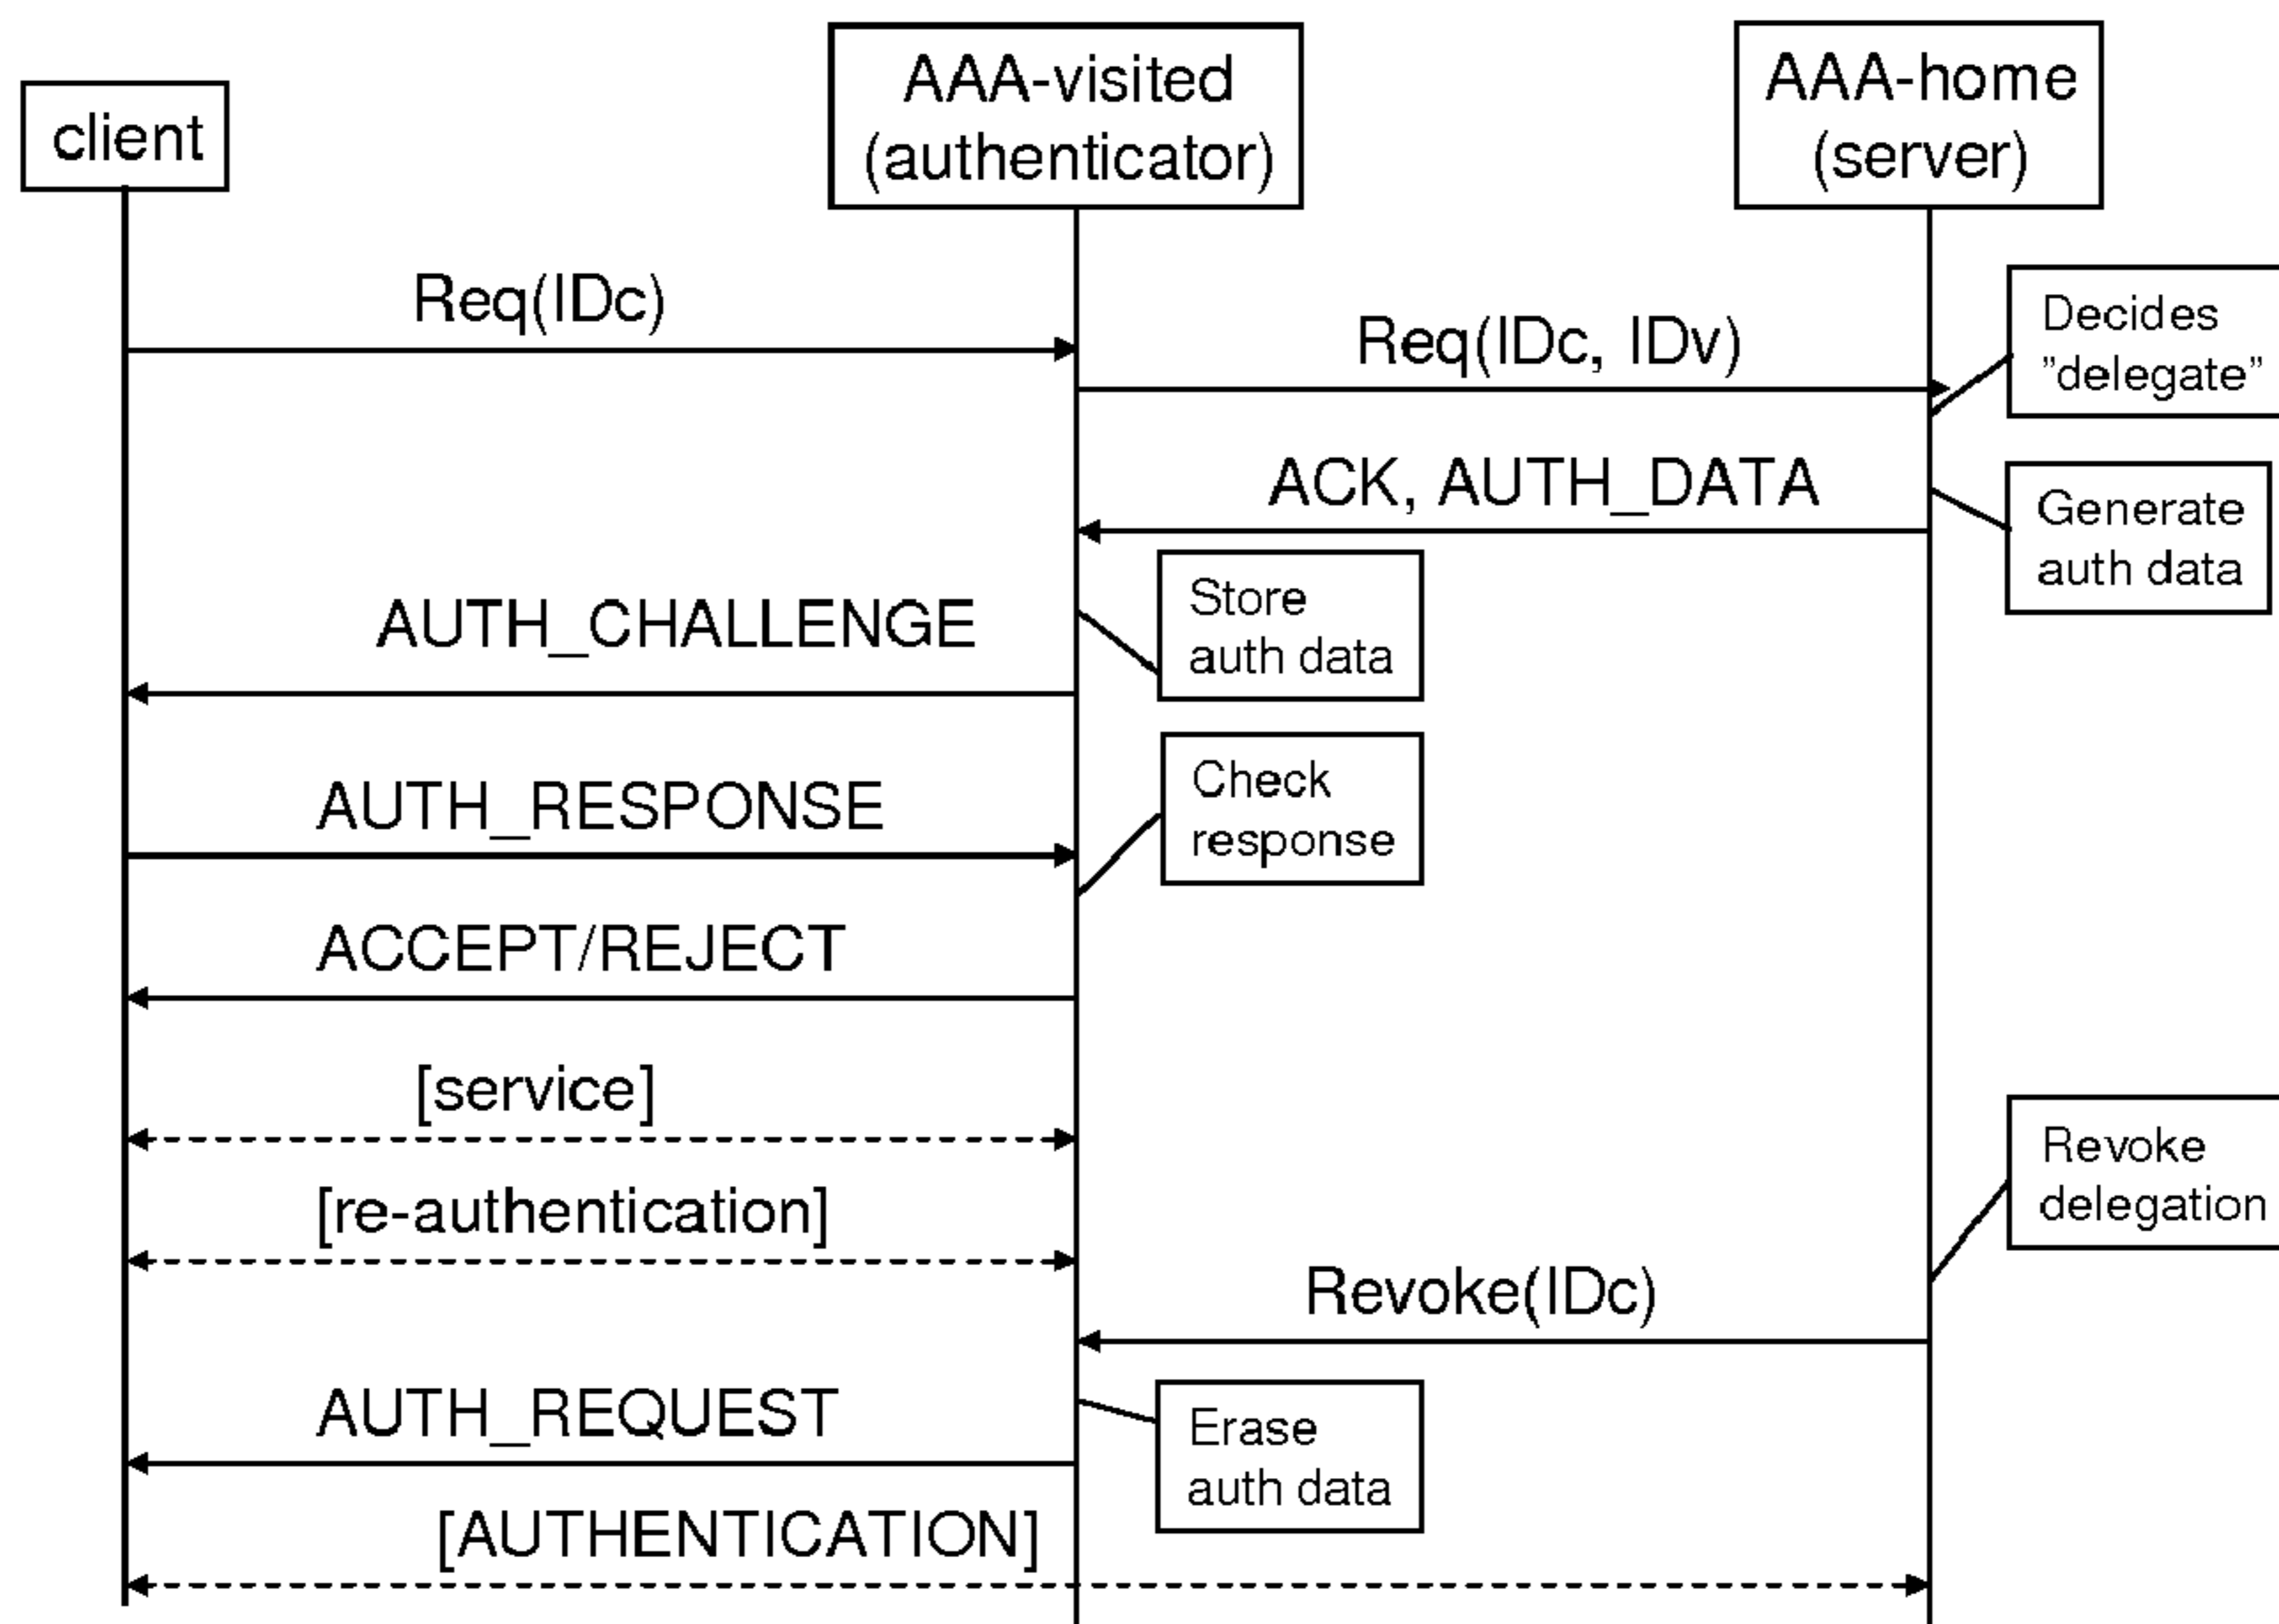 client
AAA-visited
(authenticator)
AAA-home
(server)
Req(IDc)
Req(IDc, IDv)
Decides
”delegate”
ACK, AUTH_DATA
Generate
auth data
AUTH_CHALLENGE
Store
auth data
AUTH_RESPONSE
Check
response
ACCEPT/REJECT
[service]
[re-authentication]
Revoke
delegation
Revoke(IDc)
AUTH_REQUEST
Erase
auth data
[AUTHENTICATION]